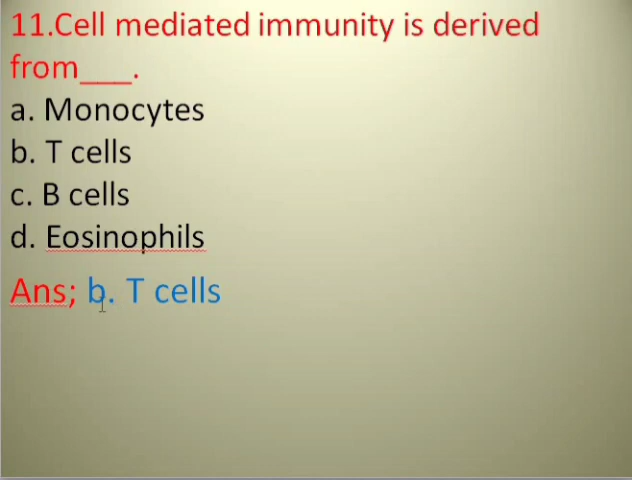 11.Cell mediated immunity is derived
from___.
a. Monocytes
b. T cells
c. B cells
d. Eosinophils
Ans; b. T cells